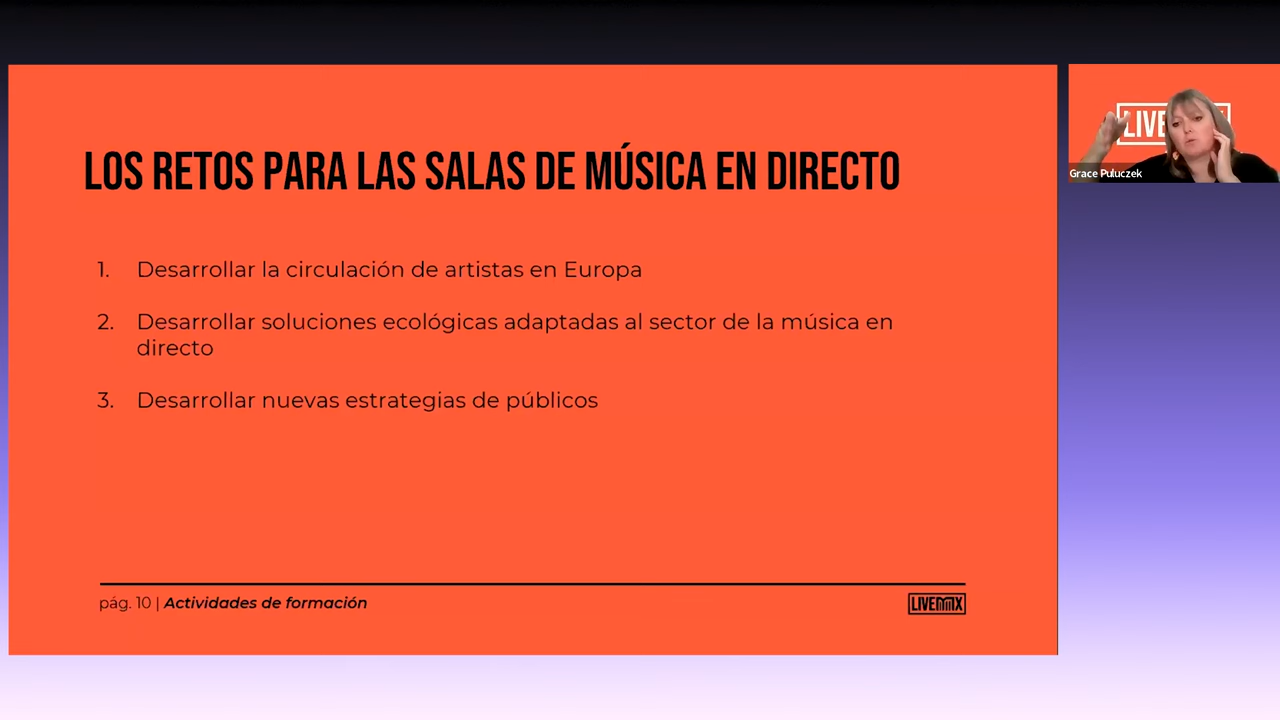 LOS RETOS PARA LAS SALAS DE MÚSICA EN DIRECTO
1. Desarrollar la circulación de artistas en Europa
2. Desarrollar soluciones ecológicas adaptadas al sector de la música en
directo
3. Desarrollar nuevas estrategias de públicos
pág. 10 | Actividades de formación
LIVEMX
LIVE
Grace Puluczek